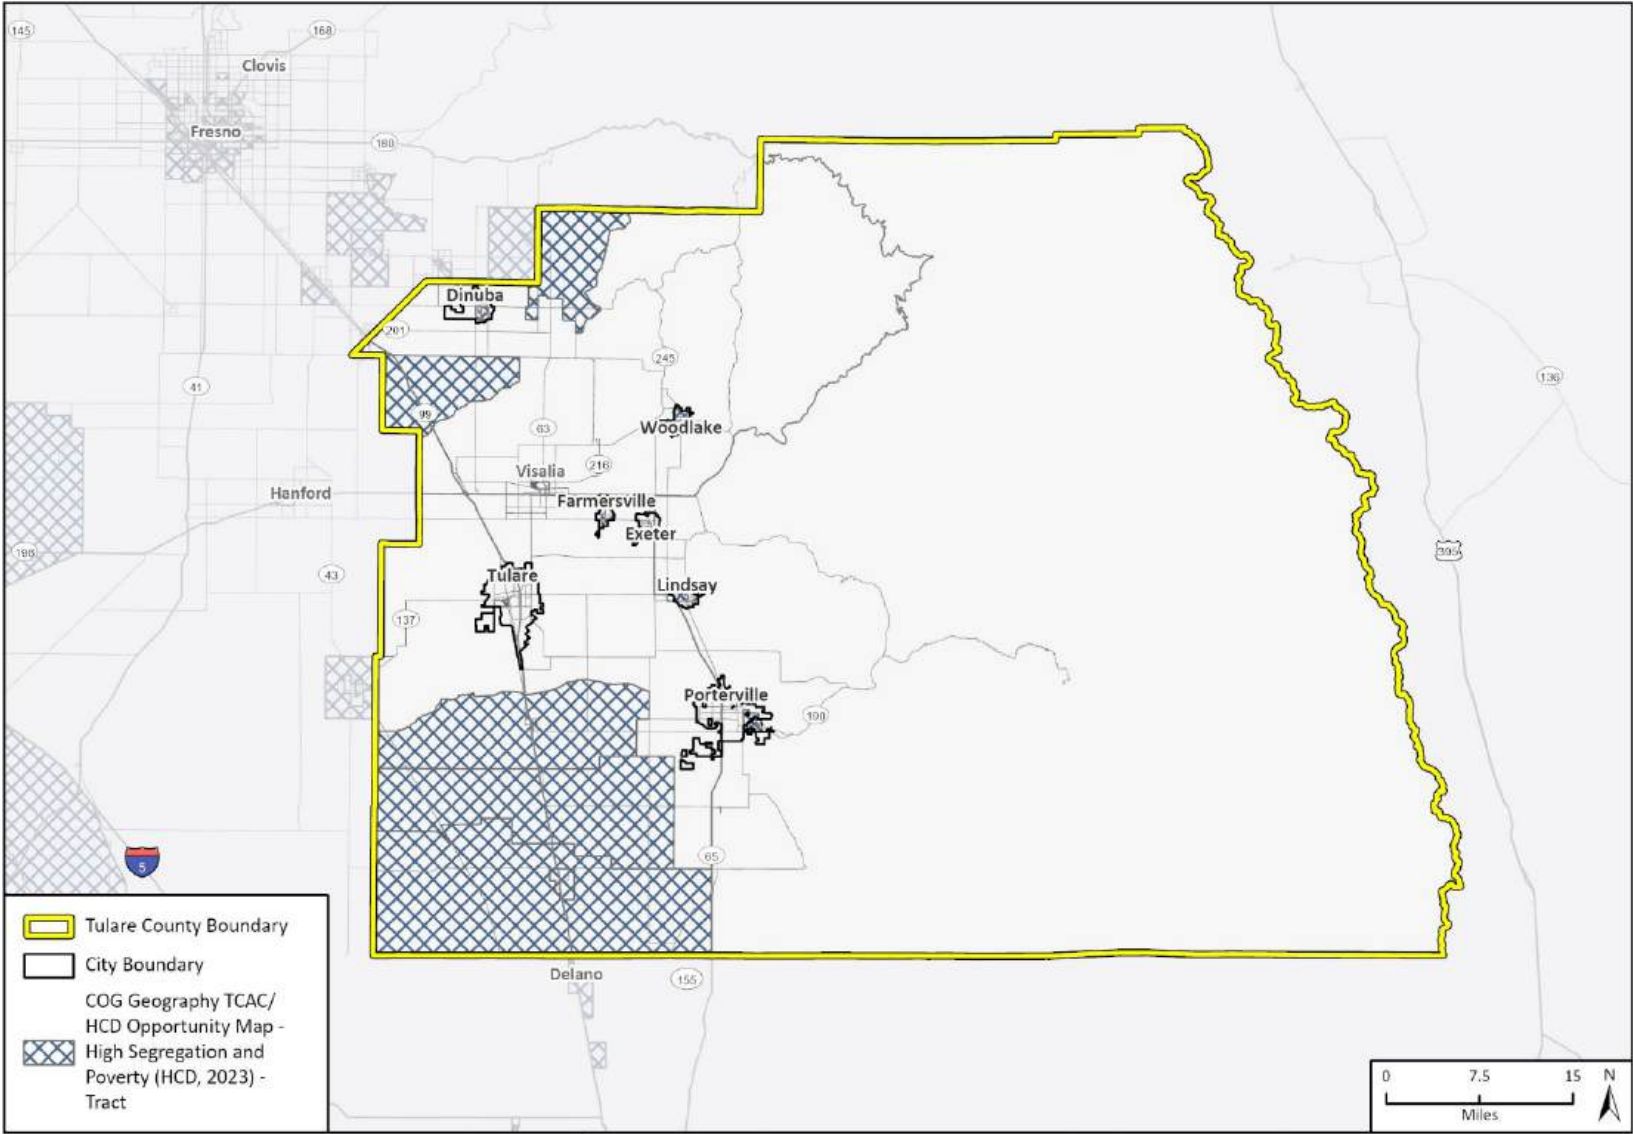 145
168
Clovis
Fresno
180
Dinuba
201
245
41
99
136
63
Woodlake
Visalia
216
Hanford
Farmersville
Exeter
198
395
43
Tulare
Lindsay
137
Porterville
190
65
5
Delano
155
Tulare County Boundary
City Boundary
COG Geography TCAC/
HCD Opportunity Map -
High Segregation and
Poverty (HCD, 2023) -
Tract
0 7.5 15
Miles
N